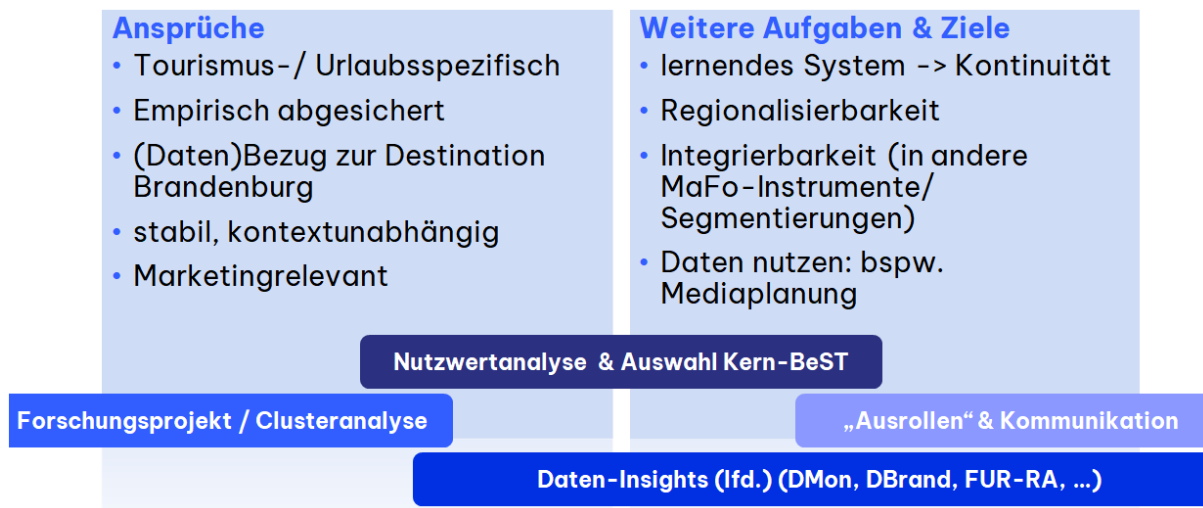 Ansprüche
• Tourismus-/ Urlaubsspezifisch
• Empirisch abgesichert
• (Daten)Bezug zur Destination
Brandenburg
• stabil, kontextunabhängig
• Marketingrelevant
Weitere Aufgaben & Ziele
• lernendes System -> Kontinuität
• Regionalisierbarkeit
• Integrierbarkeit (in andere
MaFo-Instrumente/
Segmentierungen)
• Daten nutzen: bspw.
Mediaplanung
Nutzwertanalyse & Auswahl Kern-BeST
Forschungsprojekt / Clusteranalyse
„Ausrollen“ & Kommunikation
Daten-Insights (lfd.) (DMon, DBrand, FUR-RA, ...)